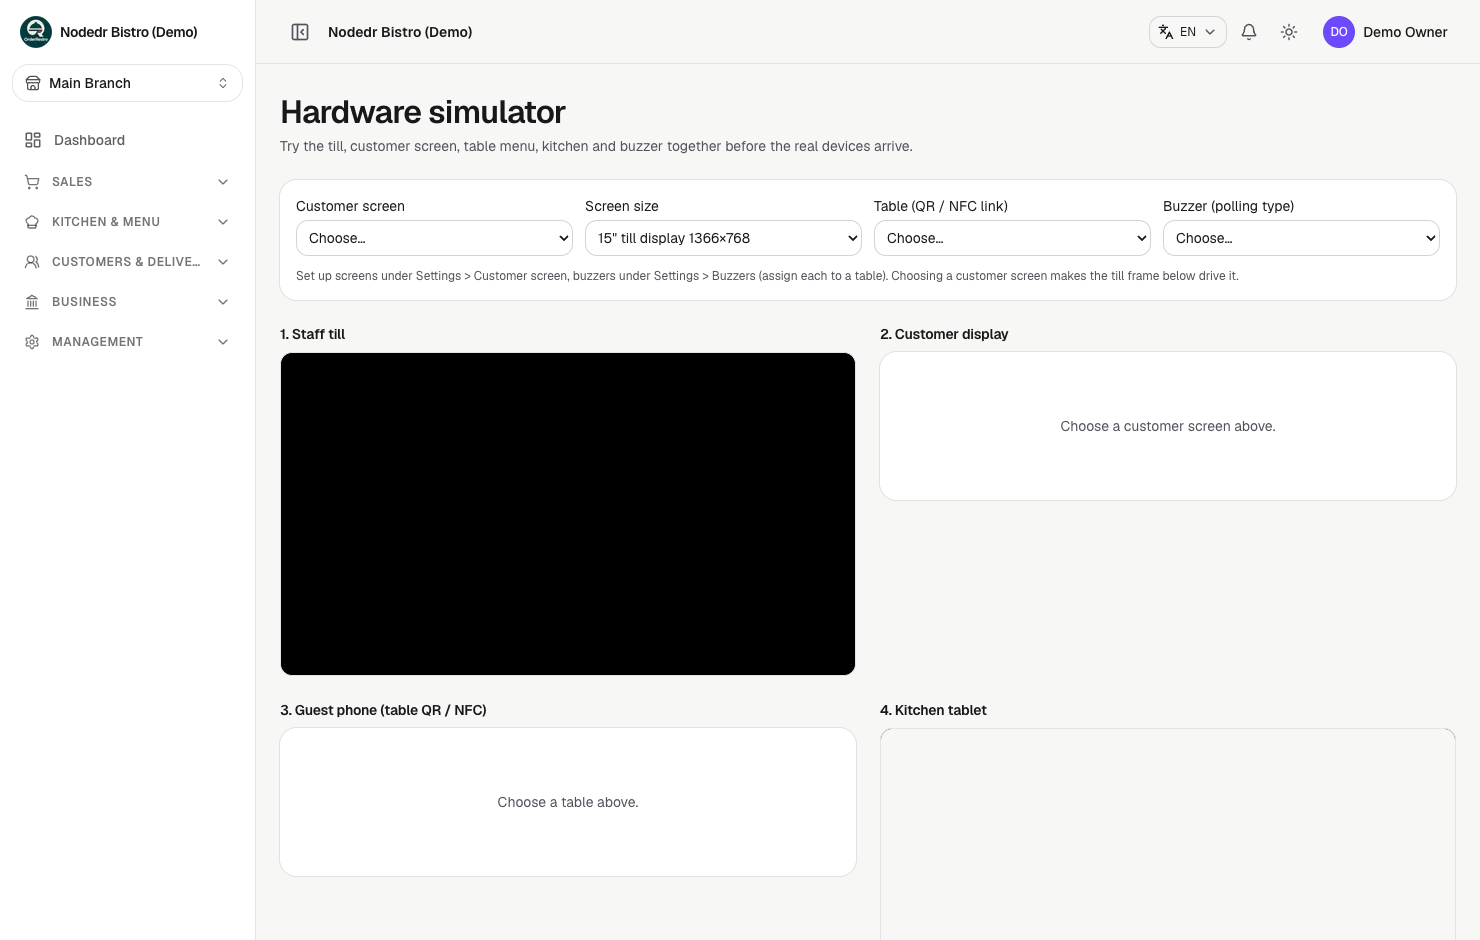 Nodedr Bistro (Demo)
Main Branch
Dashboard
SALES
KITCHEN & MENU
CUSTOMERS & DELIVE...
BUSINESS
MANAGEMENT
Nodedr Bistro (Demo)
EN
DO
Demo Owner
Hardware simulator
Try the till, customer screen, table menu, kitchen and buzzer together before the real devices arrive.
Customer screen
Screen size
Table (QR / NFC link)
Buzzer (polling type)
Choose...
15" till display 1366×768
Choose...
Choose...
Set up screens under Settings > Customer screen, buzzers under Settings > Buzzers (assign each to a table). Choosing a customer screen makes the till frame below drive it.
1. Staff till
2. Customer display
Choose a customer screen above.
3. Guest phone (table QR / NFC)
4. Kitchen tablet
Choose a table above.